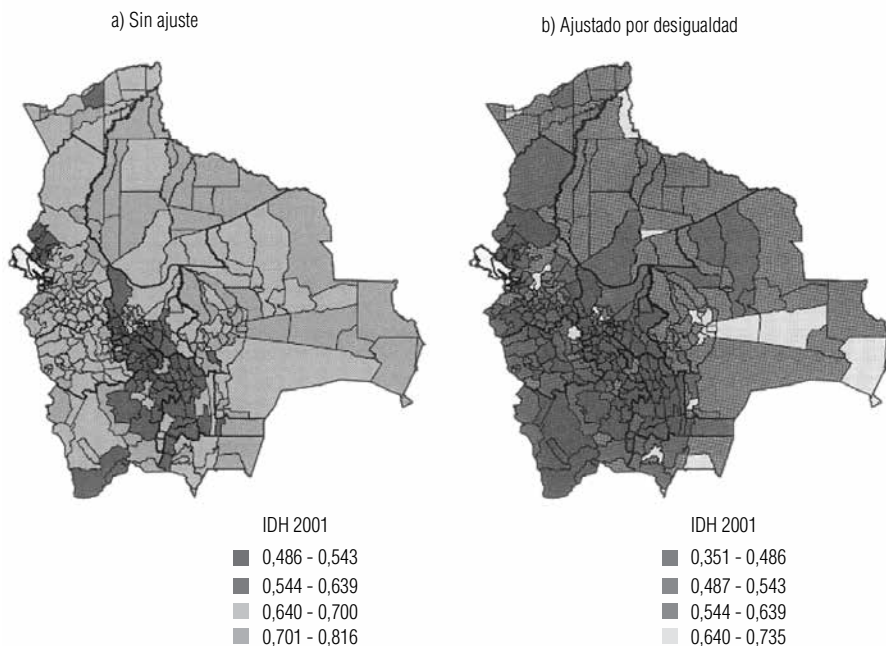 a) Sin ajuste
b) Ajustado por desigualdad
IDH 2001
0,486 - 0,543
0,544 - 0,639
0,640 - 0,700
0,701 - 0,816
IDH 2001
0,351 - 0,486
0,487 - 0,543
0,544 - 0,639
0,640 - 0,735